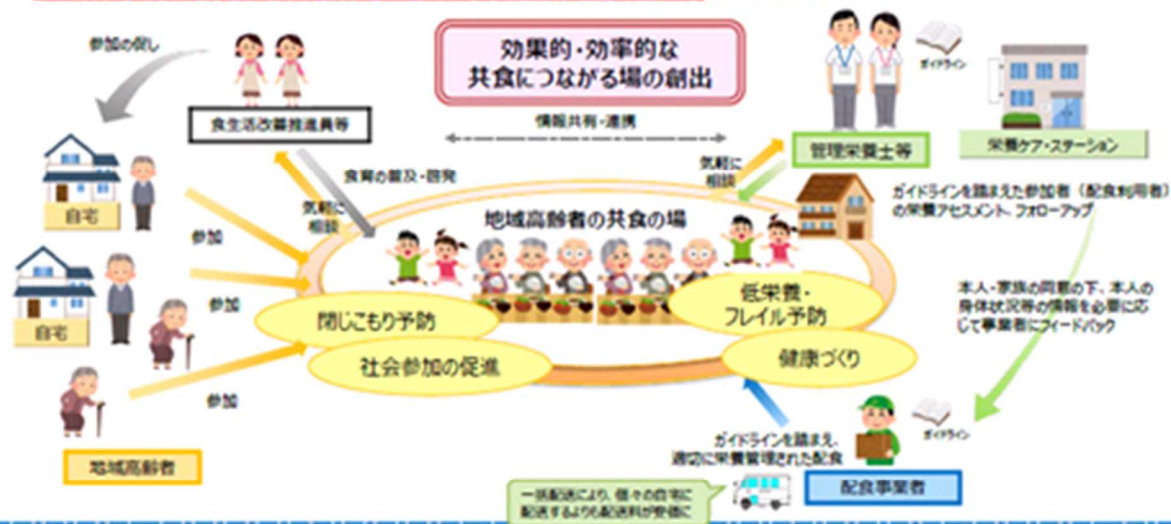 効果的・効率的な
共食につながる場の創出
参加の促し
食生活改善推進員等
情報共有・連携
ガイドライン
管理栄養士等
栄養ケア・ステーション
食育の普及・啓発
気軽に
相談
気軽に
相談
ガイドラインを踏まえた参加者(配食利用者)
の栄養アセスメント、フォローアップ
自宅
参加
地域高齢者の共食の場
自宅
参加
閉じこもり予防
低栄養・
フレイル予防
本人・家族の同意の下、本人の
身体状況等の情報を必要に応
じて事業者にフィードバック
社会参加の促進
健康づくり
参加
地域高齢者
ガイドラインを踏まえ、
適切に栄養管理された配食
ガイドライン
配食事業者
一括配送により、個々の自宅に
配送するよりも配送料が安価に